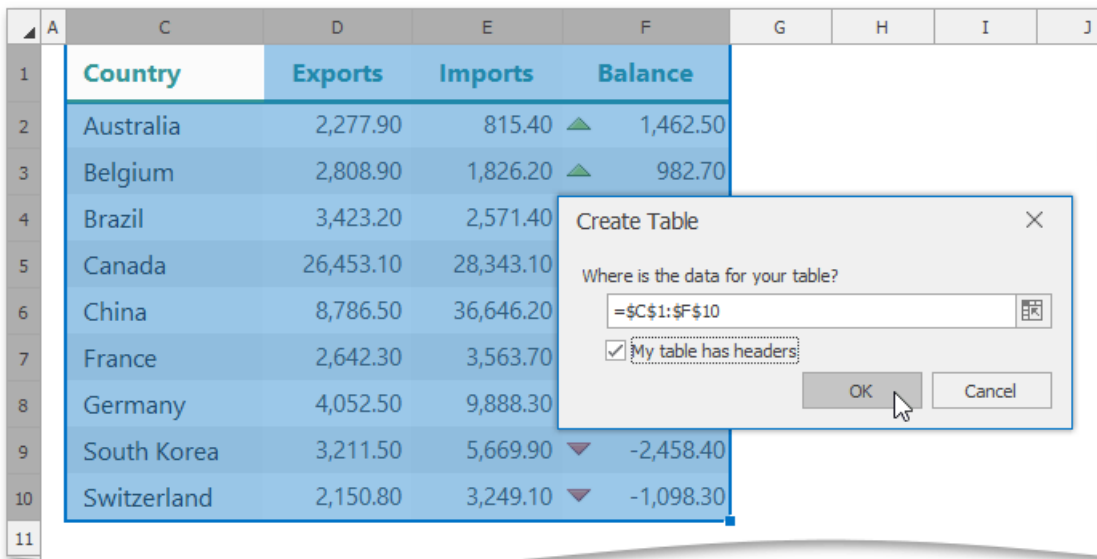 A C D E F G H I J
1 Country Exports Imports Balance
2 Australia 2,277.90 815.40 1,462.50
3 Belgium 2,808.90 1,826.20 982.70
4 Brazil 3,423.20 2,571.40
Create Table
5 Canada 26,453.10 28,343.10
Where is the data for your table?
6 China 8,786.50 36,646.20
=$C$1:$F$10
7 France 2,642.30 3,563.70
My table has headers
8 Germany 4,052.50 9,888.30
OK Cancel
9 South Korea 3,211.50 5,669.90 -2,458.40
10 Switzerland 2,150.80 3,249.10 -1,098.30
11